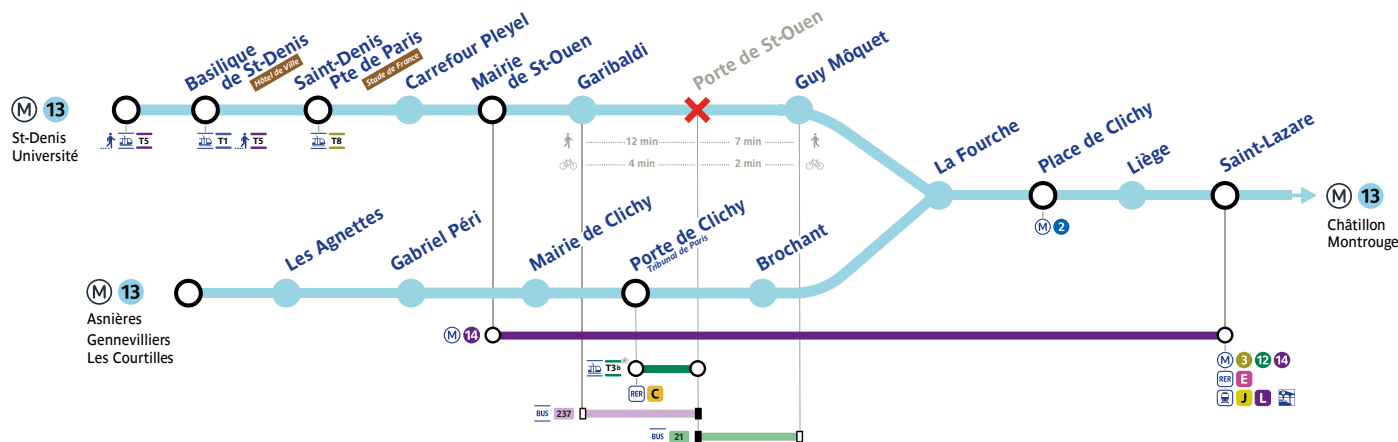 M 13
St-Denis
Université
T5
Basilique
de St-Denis
Hôtel de Ville
T1 T5
Saint-Denis
Pte de Paris
Stade de France
T8
Carrefour Pleyel
Mairie
de St-Ouen
Garibaldi
Porte de St-Ouen
Guy Môquet
12 min 7 min
4 min 2 min
La Fourche
Place de Clichy
M 2
Liège
Saint-Lazare
M 13
Châtillon
Montrouge
M 13
Asnières
Gennevilliers
Les Courtilles
Les Agnettes
Gabriel Péri
Mairie de Clichy
Porte de Clichy
Tribunal de Paris
Brochant
M 14
M 3 12 14
RER E
J L
T3b*
RER C
BUS 237
BUS 21